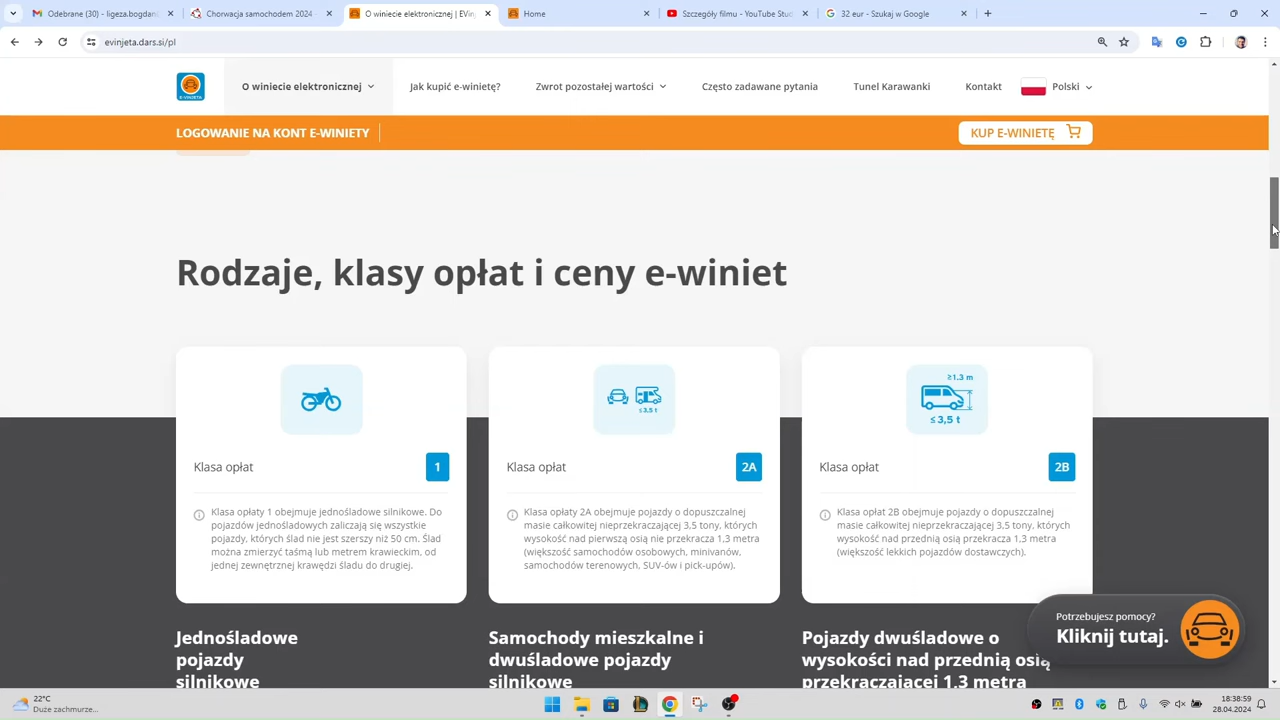 Odebrane (30) - ligeza.bogdan
Chorwacja samochodem 2024
O winiecie elektronicznej | EVinj
Home
Szczegóły filmu - YouTube Stud
32 eur - Szukaj w Google
evinjeta.dars.si/pl
E-VINJETA
O winiecie elektronicznej
Jak kupić e-winietę?
Zwrot pozostałej wartości
Często zadawane pytania
Tunel Karawanki
Kontakt
Polski
LOGOWANIE NA KONT E-WINIETY
KUP E-WINIETĘ
Rodzaje, klasy opłat i ceny e-winiet
Klasa opłat 1
Klasa opłaty 1 obejmuje jednośladowe silnikowe. Do
pojazdów jednośladowych zaliczają się wszystkie
pojazdy, których ślad nie jest szerszy niż 50 cm. Ślad
można zmierzyć taśmą lub metrem krawieckim, od
jednej zewnętrznej krawędzi śladu do drugiej.
Jednośladowe
pojazdy
silnikowe
≤3,5 t
Klasa opłat 2A
Klasa opłaty 2A obejmuje pojazdy o dopuszczalnej
masie całkowitej nieprzekraczającej 3,5 tony, których
wysokość nad pierwszą osią nie przekracza 1,3 metra
(większość samochodów osobowych, minivanów,
samochodów terenowych, SUV-ów i pick-upów).
Samochody mieszkalne i
dwuśladowe pojazdy
silnikowe
≥1.3 m
≤ 3,5 t
Klasa opłat 2B
Klasa opłat 2B obejmuje pojazdy o dopuszczalnej
masie całkowitej nieprzekraczającej 3,5 tony, których
wysokość nad przednią osią przekracza 1,3 metra
(większość lekkich pojazdów dostawczych).
Pojazdy dwuśladowe o
wysokości nad przednią osią
przekraczającej 1,3 metra
Potrzebujesz pomocy?
Kliknij tutaj.
22°C
Duże zachmurze...
18:38:59
28.04.2024